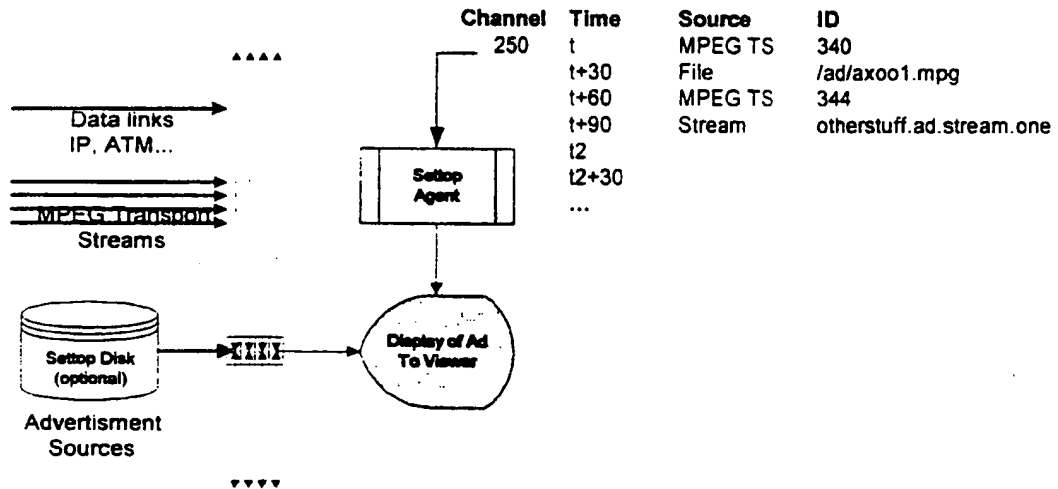 Channel Time Source ID
250 t MPEG TS 340
t+30 File /ad/axoo1.mpg
t+60 MPEG TS 344
t+90 Stream otherstuff.ad.stream.one
t2
t2+30
...
Data links
IP, ATM...
MPEG Transport
Streams
Settop
Agent
Settop Disk
(optional)
Display of Ad
To Viewer
Advertisment
Sources